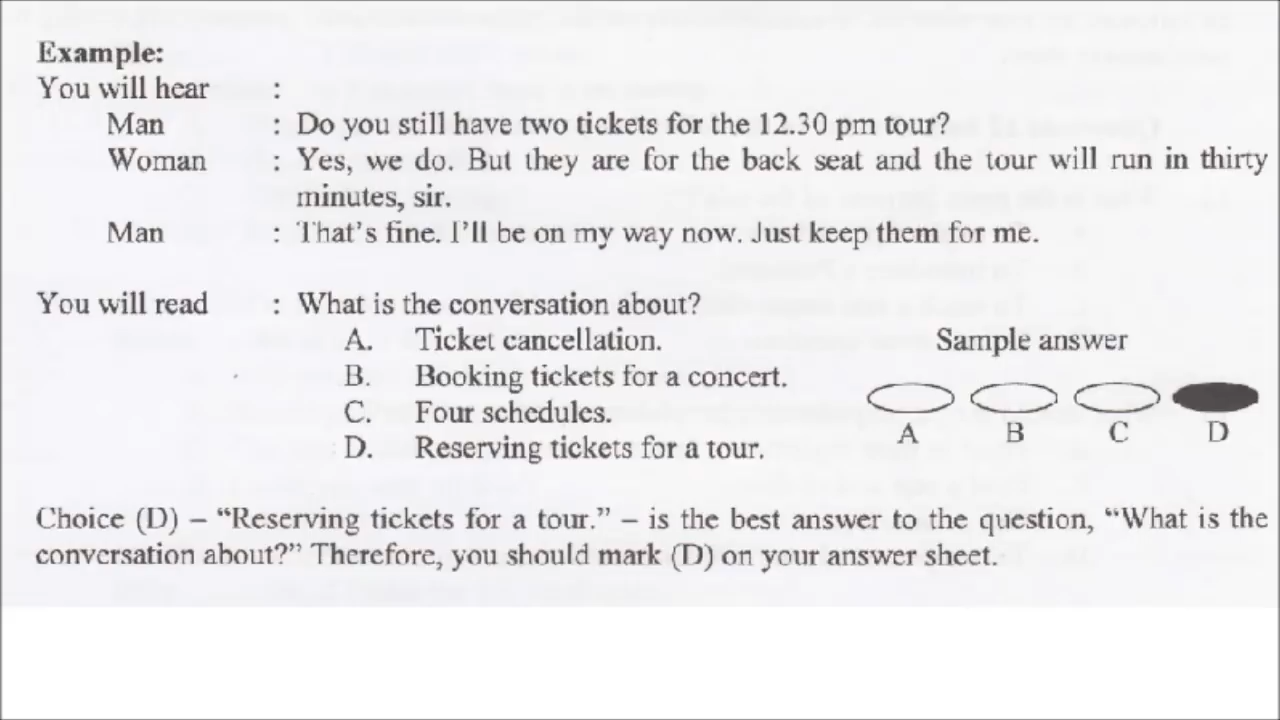 Example:
You will hear :
Man : Do you still have two tickets for the 12.30 pm tour?
Woman : Yes, we do. But they are for the back seat and the tour will run in thirty
minutes, sir.
Man : That's fine. I'll be on my way now. Just keep them for me.
You will read : What is the conversation about?
A. Ticket cancellation.
B. Booking tickets for a concert.
C. Four schedules.
D. Reserving tickets for a tour.
Sample answer
A B C D
Choice (D) – “Reserving tickets for a tour.” – is the best answer to the question, “What is the
conversation about?” Therefore, you should mark (D) on your answer sheet.